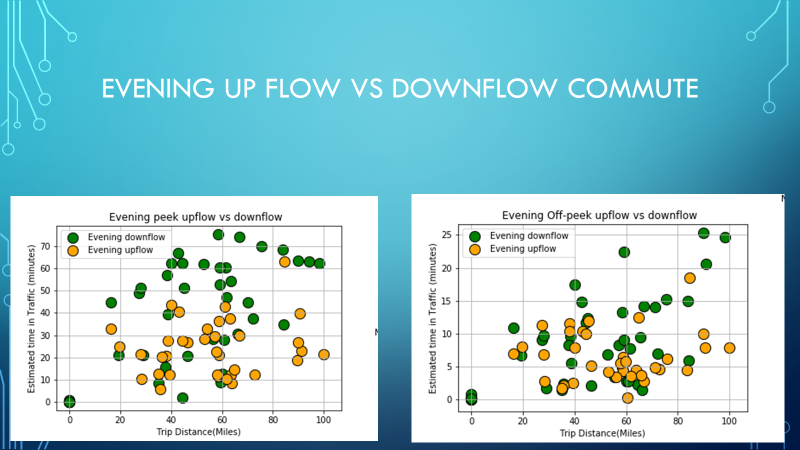 EVENING UP FLOW VS DOWNFLOW COMMUTE
Evening peek upflow vs downflow
Evening downflow
Evening upflow
Estimated time in Traffic (minutes)
70
60
50
40
30
20
10
0
0 20 40 60 80 100
Trip Distance(Miles)
Evening Off-peek upflow vs downflow
Evening downflow
Evening upflow
Estimated time in Traffic (minutes)
25
20
15
10
5
0
0 20 40 60 80 100
Trip Distance(Miles)